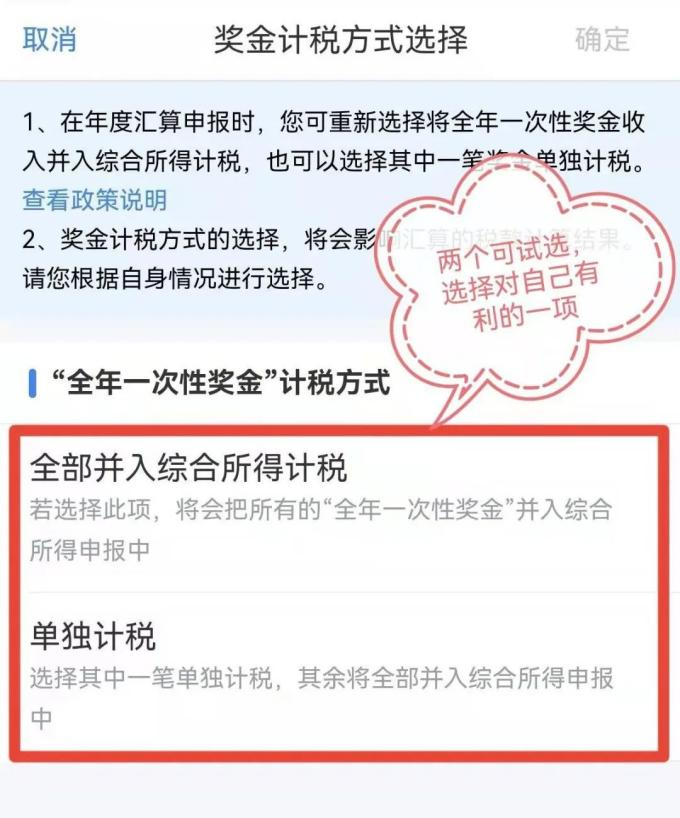 取消
奖金计税方式选择
确定
1、在年度汇算申报时，您可重新选择将全年一次性奖金收
入并入综合所得计税，也可以选择其中一笔奖金单独计税。
查看政策说明
2、奖金计税方式的选择，将会影响汇算的税款计算结果。
请您根据自身情况进行选择。
两个可试选，
选择对自己有
利的一项
“全年一次性奖金”计税方式
全部并入综合所得计税
若选择此项，将会把所有的“全年一次性奖金”并入综合
所得申报中
单独计税
选择其中一笔单独计税，其余将全部并入综合所得申报
中